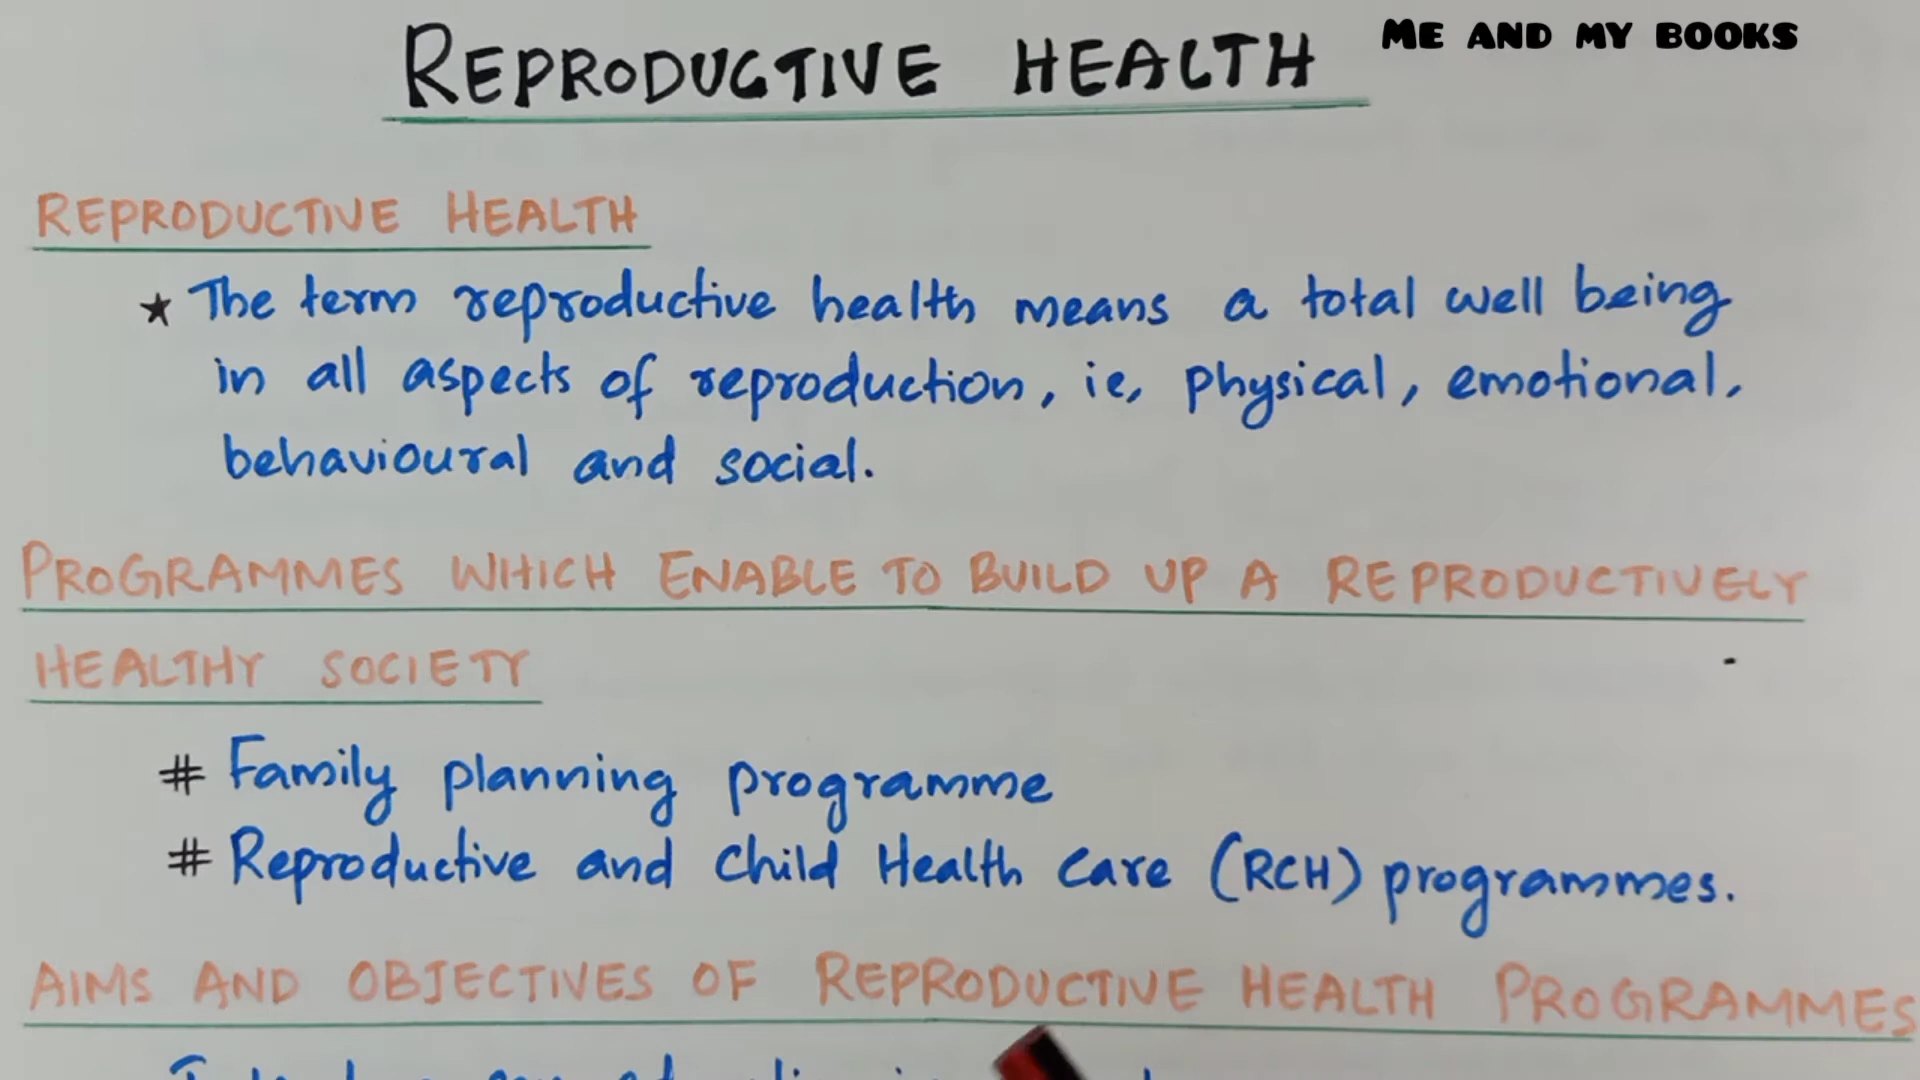 REPRODUCTIVE HEALTH
ME AND MY BOOKS
REPRODUCTIVE HEALTH
★ The term reproductive health means a total well being
in all aspects of reproduction, ie, physical, emotional,
behavioural and social.
PROGRAMMES WHICH ENABLE TO BUILD UP A REPRODUCTIVELY
HEALTHY SOCIETY
# Family planning programme
# Reproductive and Child Health Care (RCH) programmes.
AIMS AND OBJECTIVES OF REPRODUCTIVE HEALTH PROGRAMMES